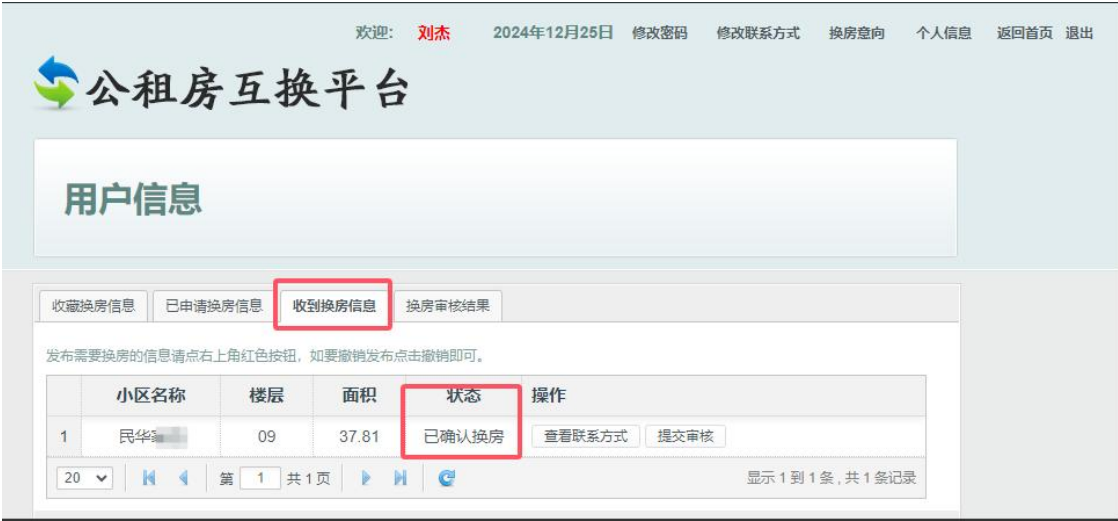 欢迎: 刘杰 2024年12月25日 修改密码 修改联系方式 换房意向 个人信息 返回首页 退出
公租房互换平台
用户信息
收藏换房信息 已申请换房信息 收到换房信息 换房审核结果
发布需要换房的信息请点右上角红色按钮，如要撤销发布点击撤销即可。
小区名称 楼层 面积 状态 操作
1 民华 09 37.81 已确认换房 查看联系方式 提交审核
20 第 1 共1页 显示1到1条,共1条记录